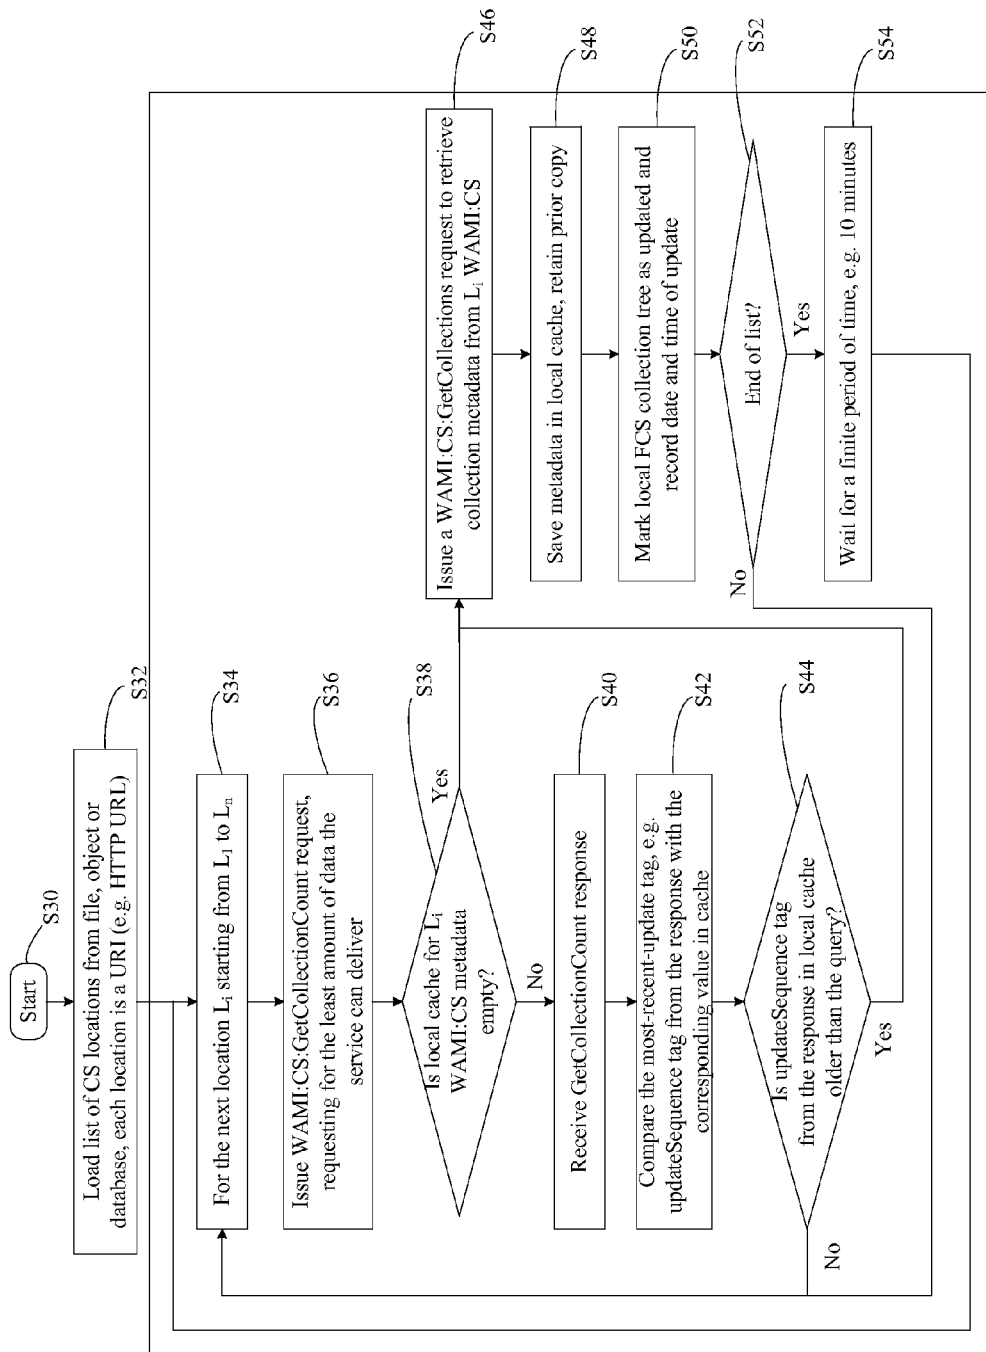 Start
S30
Load list of CS locations from file, object or
database, each location is a URI (e.g. HTTP URL)
S32
For the next location Li starting from L1 to Ln
S34
Issue WAMI:CS:GetCollectionCount request,
requesting for the least amount of data the
service can deliver
S36
Is local cache for Li
WAMI:CS metadata
empty?
S38
Yes
No
Receive GetCollectionCount response
S40
Compare the most-recent-update tag, e.g.
updateSequence tag from the response with the
corresponding value in cache
S42
Is updateSequence tag
from the response in local cache
older than the query?
S44
No
Yes
Issue a WAMI:CS:GetCollections request to retrieve
collection metadata from Li WAMI:CS
S46
Save metadata in local cache, retain prior copy
S48
Mark local FCS collection tree as updated and
record date and time of update
S50
End of list?
S52
No
Yes
Wait for a finite period of time, e.g. 10 minutes
S54